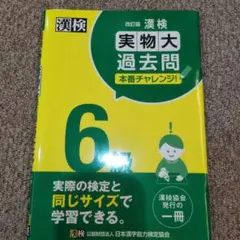 漢検
改訂版 漢検
実物大
過去問
本番チャレンジ!
6
実際の検定と
同じサイズで
学習できる。
漢検協会
発行の
一冊
漢検 公益財団法人 日本漢字能力検定協会